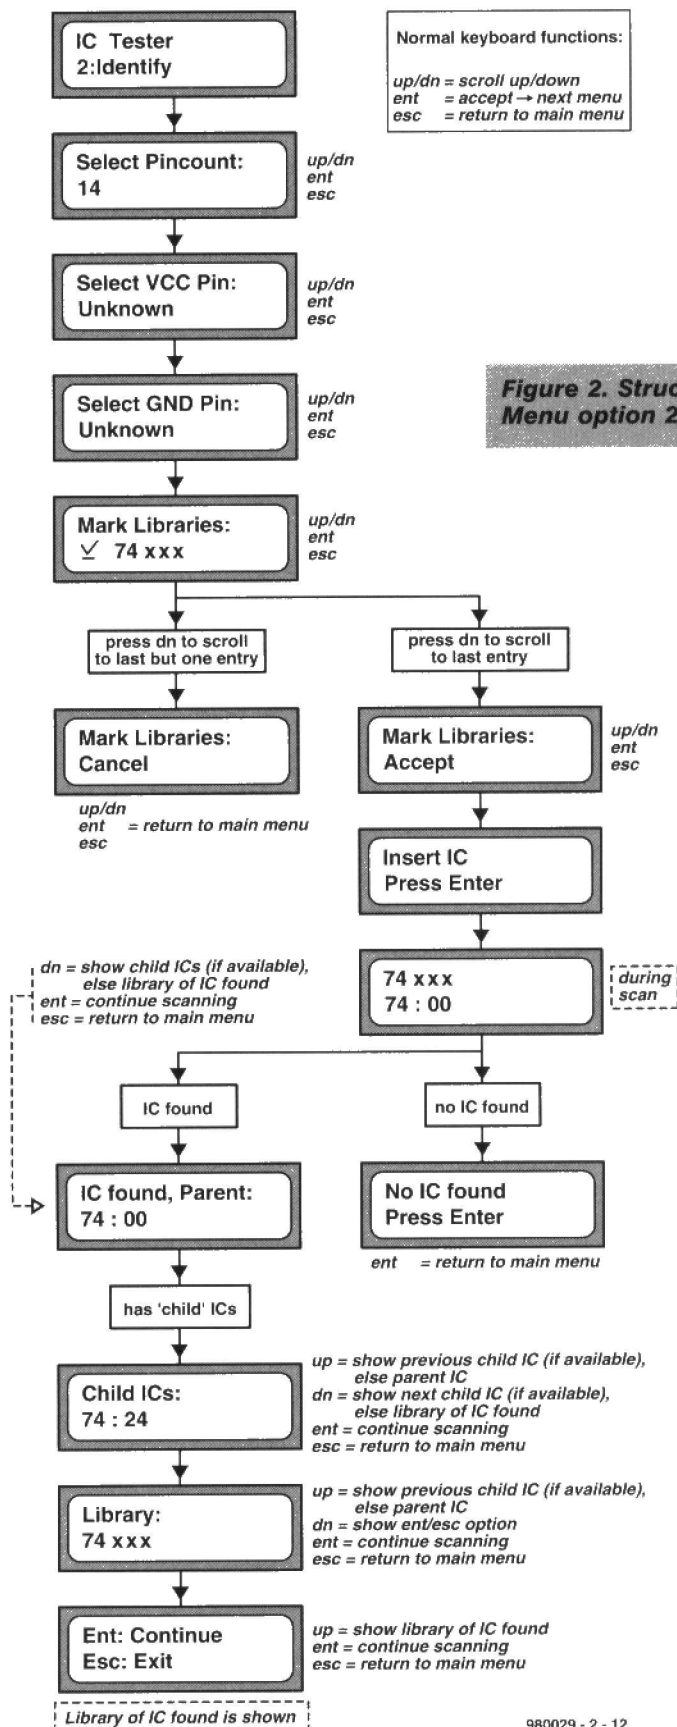 IC Tester
2:Identify
Normal keyboard functions:
up/dn = scroll up/down
ent = accept → next menu
esc = return to main menu
Select Pincount:
14
up/dn
ent
esc
Select VCC Pin:
Unknown
up/dn
ent
esc
Figure 2. Struc
Menu option 2
Select GND Pin:
Unknown
up/dn
ent
esc
Mark Libraries:
✓ 74 xxx
up/dn
ent
esc
press dn to scroll
to last but one entry
press dn to scroll
to last entry
Mark Libraries:
Cancel
up/dn
ent = return to main menu
esc
Mark Libraries:
Accept
up/dn
ent
esc
Insert IC
Press Enter
74 xxx
74 : 00
during
scan
dn = show child ICs (if available),
else library of IC found
ent = continue scanning
esc = return to main menu
IC found
no IC found
IC found, Parent:
74 : 00
No IC found
Press Enter
ent = return to main menu
has 'child' ICs
Child ICs:
74 : 24
up = show previous child IC (if available),
else parent IC
dn = show next child IC (if available),
else library of IC found
ent = continue scanning
esc = return to main menu
Library:
74 xxx
up = show previous child IC (if available),
else parent IC
dn = show ent/esc option
ent = continue scanning
esc = return to main menu
Ent: Continue
Esc: Exit
up = show library of IC found
ent = continue scanning
esc = return to main menu
Library of IC found is shown
980029 - 2 - 12